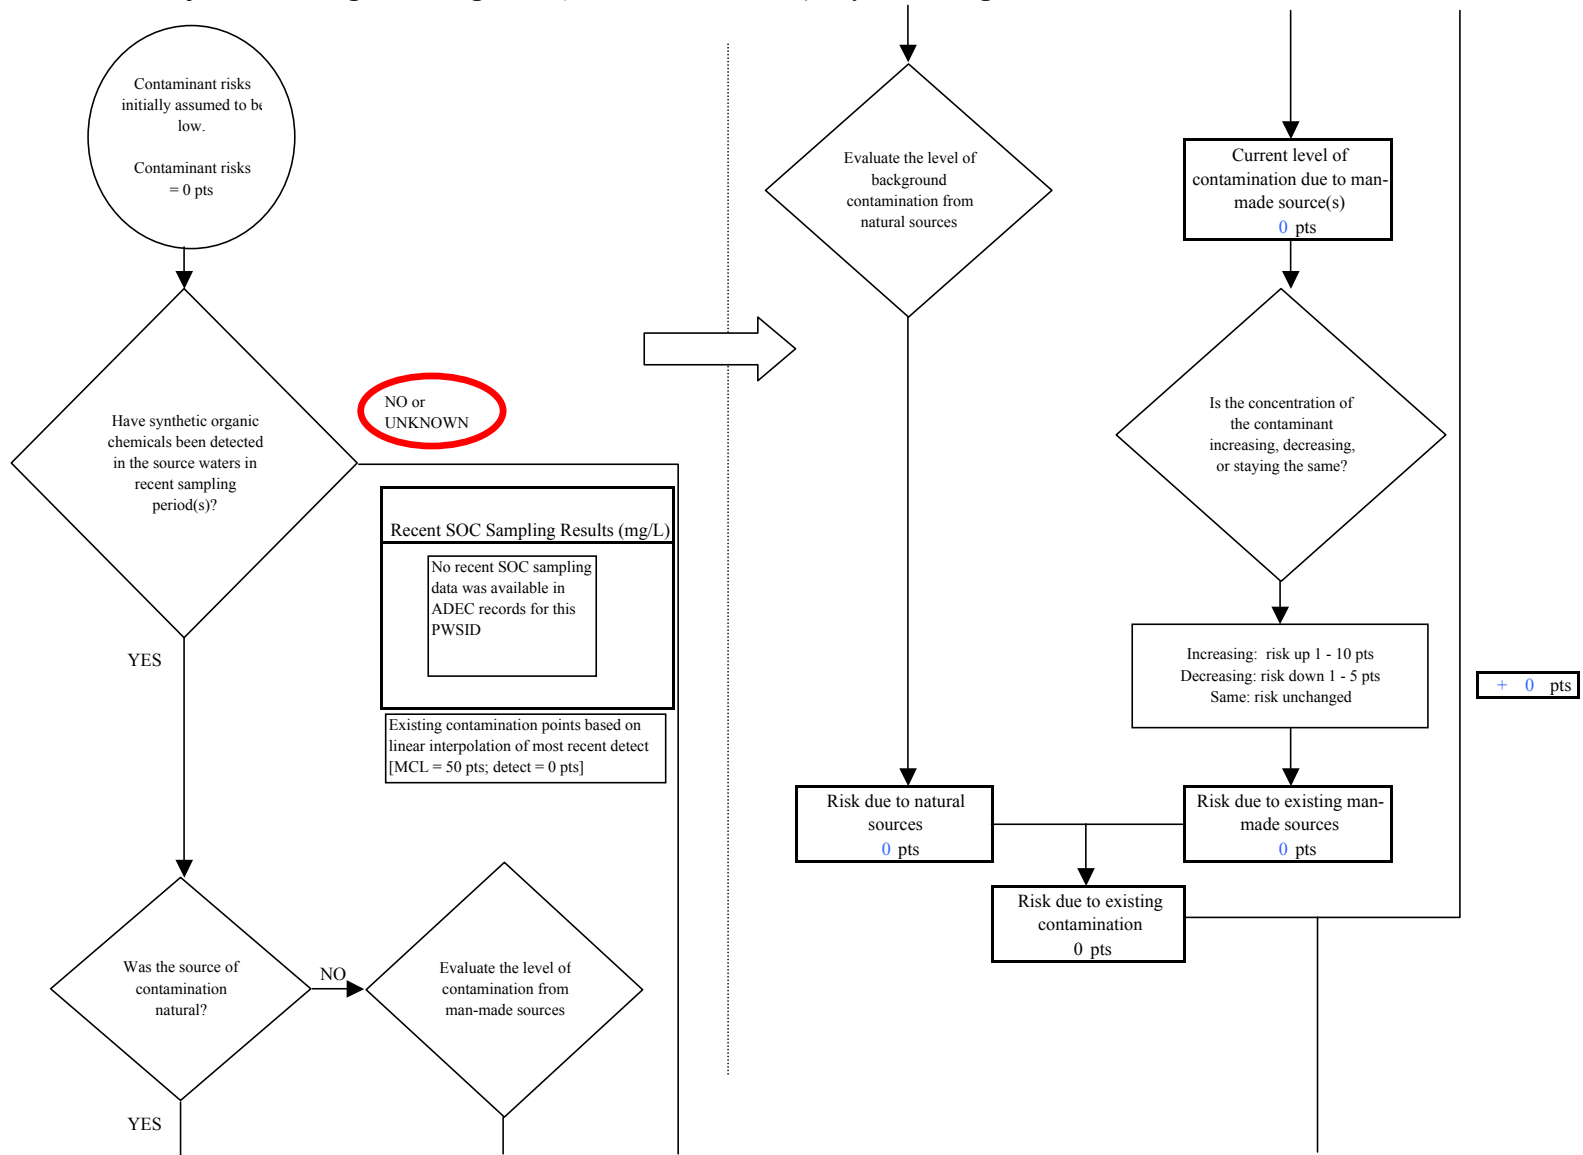 Contaminant risks
initially assumed to be
low.
Contaminant risks
= 0 pts
Have synthetic organic
chemicals been detected
in the source waters in
recent sampling
period(s)?
NO or
UNKNOWN
Recent SOC Sampling Results (mg/L)
No recent SOC sampling
data was available in
ADEC records for this
PWSID
Existing contamination points based on
linear interpolation of most recent detect
[MCL = 50 pts; detect = 0 pts]
YES
Was the source of
contamination
natural?
NO
Evaluate the level of
contamination from
man-made sources
YES
Evaluate the level of
background
contamination from
natural sources
Current level of
contamination due to man-
made source(s)
0 pts
Is the concentration of
the contaminant
increasing, decreasing,
or staying the same?
Increasing: risk up 1 - 10 pts
Decreasing: risk down 1 - 5 pts
Same: risk unchanged
+ 0 pts
Risk due to natural
sources
0 pts
Risk due to existing man-
made sources
0 pts
Risk due to existing
contamination
0 pts